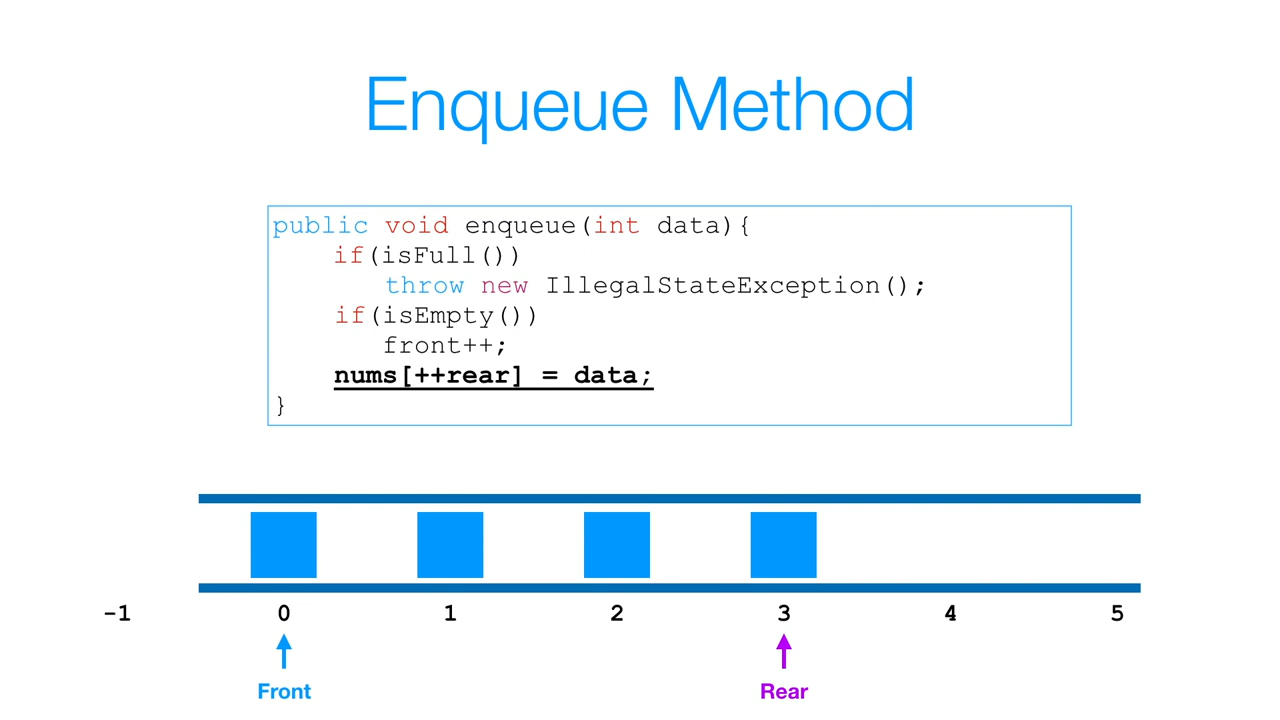 Enqueue Method
public void enqueue(int data){
if(isFull())
throw new IllegalStateException();
if(isEmpty())
front++;
nums[++rear] = data;
}
-1 0 1 2 3 4 5
Front Rear